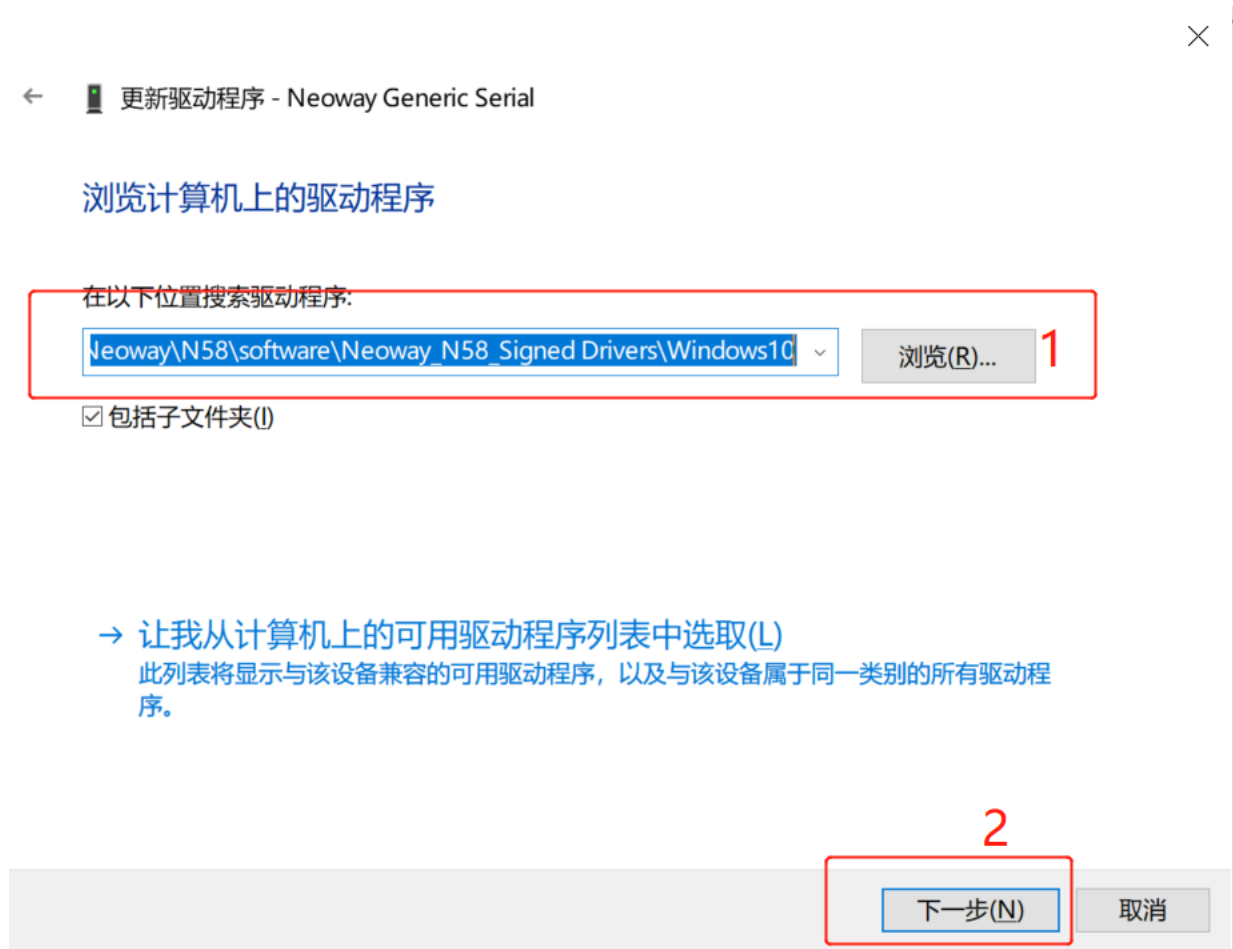 更新驱动程序 - Neoway Generic Serial
浏览计算机上的驱动程序
在以下位置搜索驱动程序:
Neoway\N58\software\Neoway_N58_Signed Drivers\Windows10
浏览(R)...
1
包括子文件夹(I)
→ 让我从计算机上的可用驱动程序列表中选取(L)
此列表将显示与该设备兼容的可用驱动程序，以及与该设备属于同一类别的所有驱动程
序。
2
下一步(N)
取消